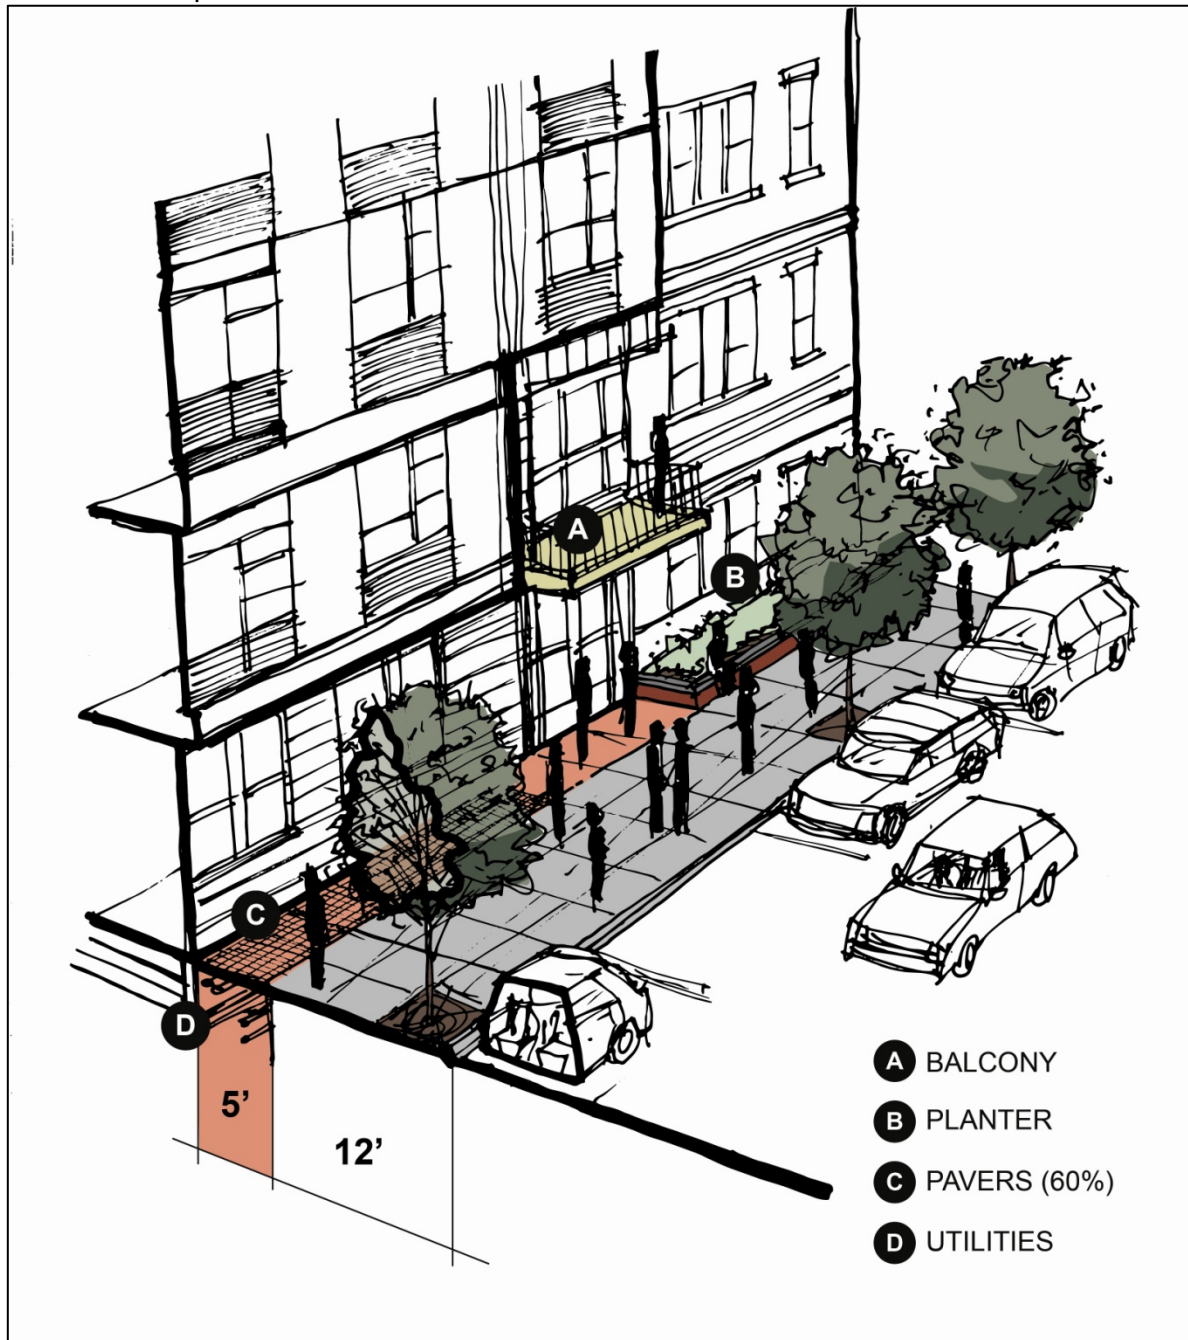 A
B
C
D
5’
12’
A BALCONY
B PLANTER
C PAVERS (60%)
D UTILITIES